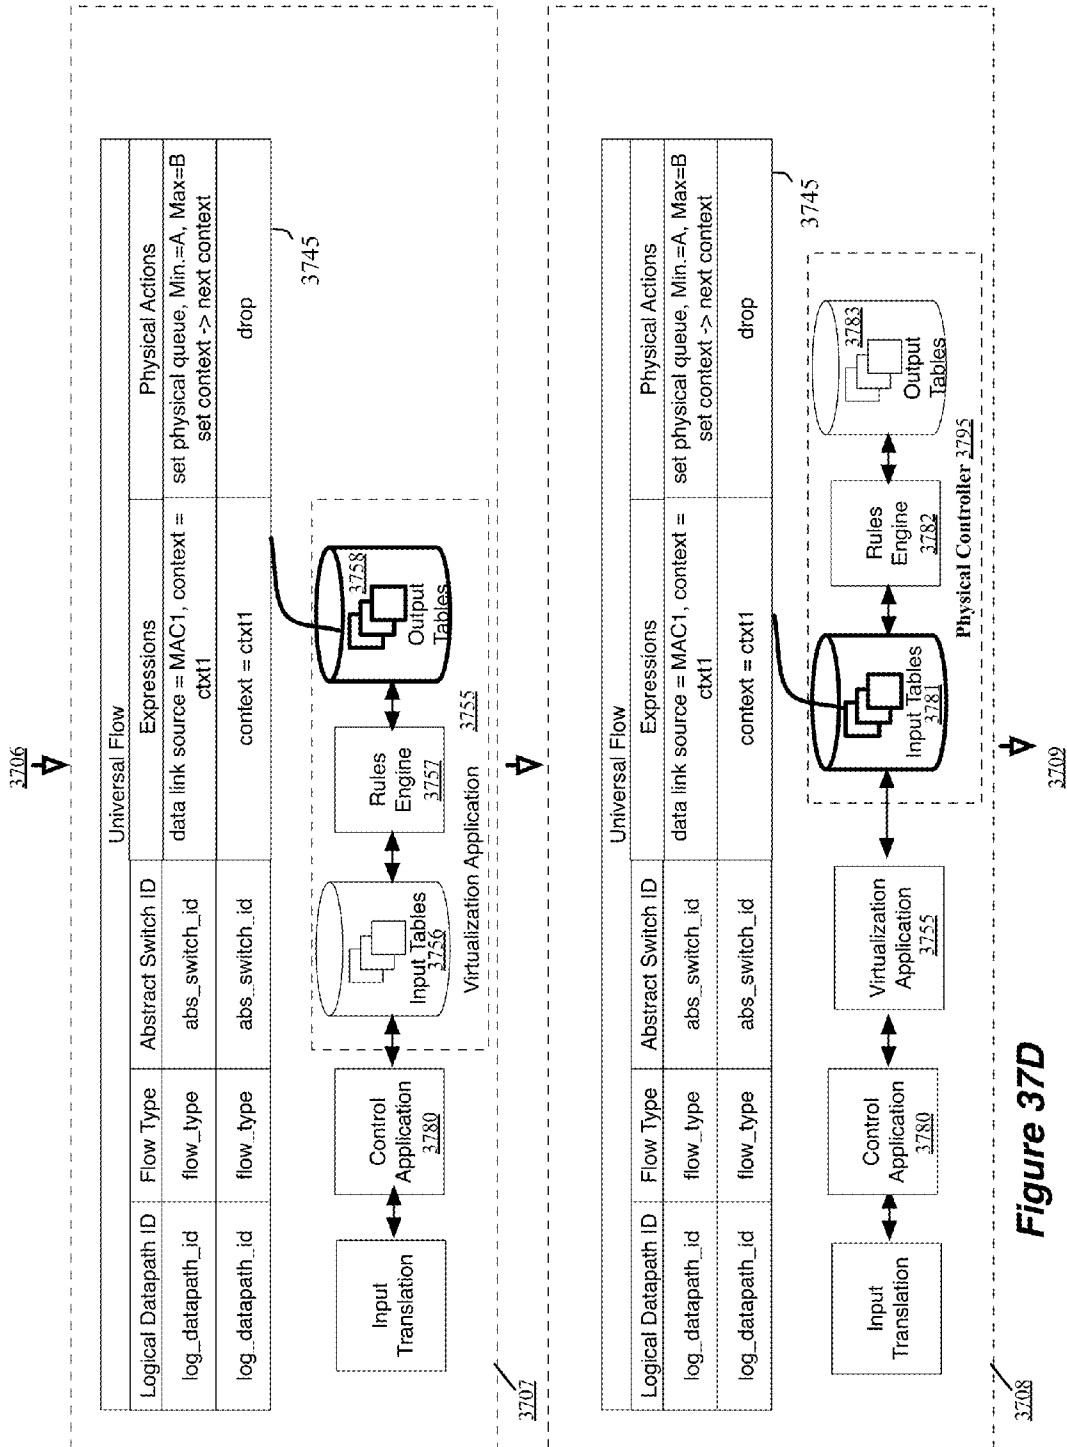 3706
Universal Flow
Logical Datapath ID Flow Type Abstract Switch ID Expressions Physical Actions
log_datapath_id flow_type abs_switch_id data link source = MAC1, context = set physical queue, Min.=A, Max=B
ctxt1 set context -> next context
log_datapath_id flow_type abs_switch_id context = ctxt1 drop
3745
Input
Translation
Control
Application
3780
Input Tables
3756
Rules
Engine
3757
3758
Output
Tables
Virtualization Application 3755
3707
Universal Flow
Logical Datapath ID Flow Type Abstract Switch ID Expressions Physical Actions
log_datapath_id flow_type abs_switch_id data link source = MAC1, context = set physical queue, Min.=A, Max=B
ctxt1 set context -> next context
log_datapath_id flow_type abs_switch_id context = ctxt1 drop
3745
Input
Translation
Control
Application
3780
Virtualization
Application
3755
Input Tables
3781
Rules
Engine
3782
3783
Output
Tables
Physical Controller 3795
3708
3709
Figure 37D